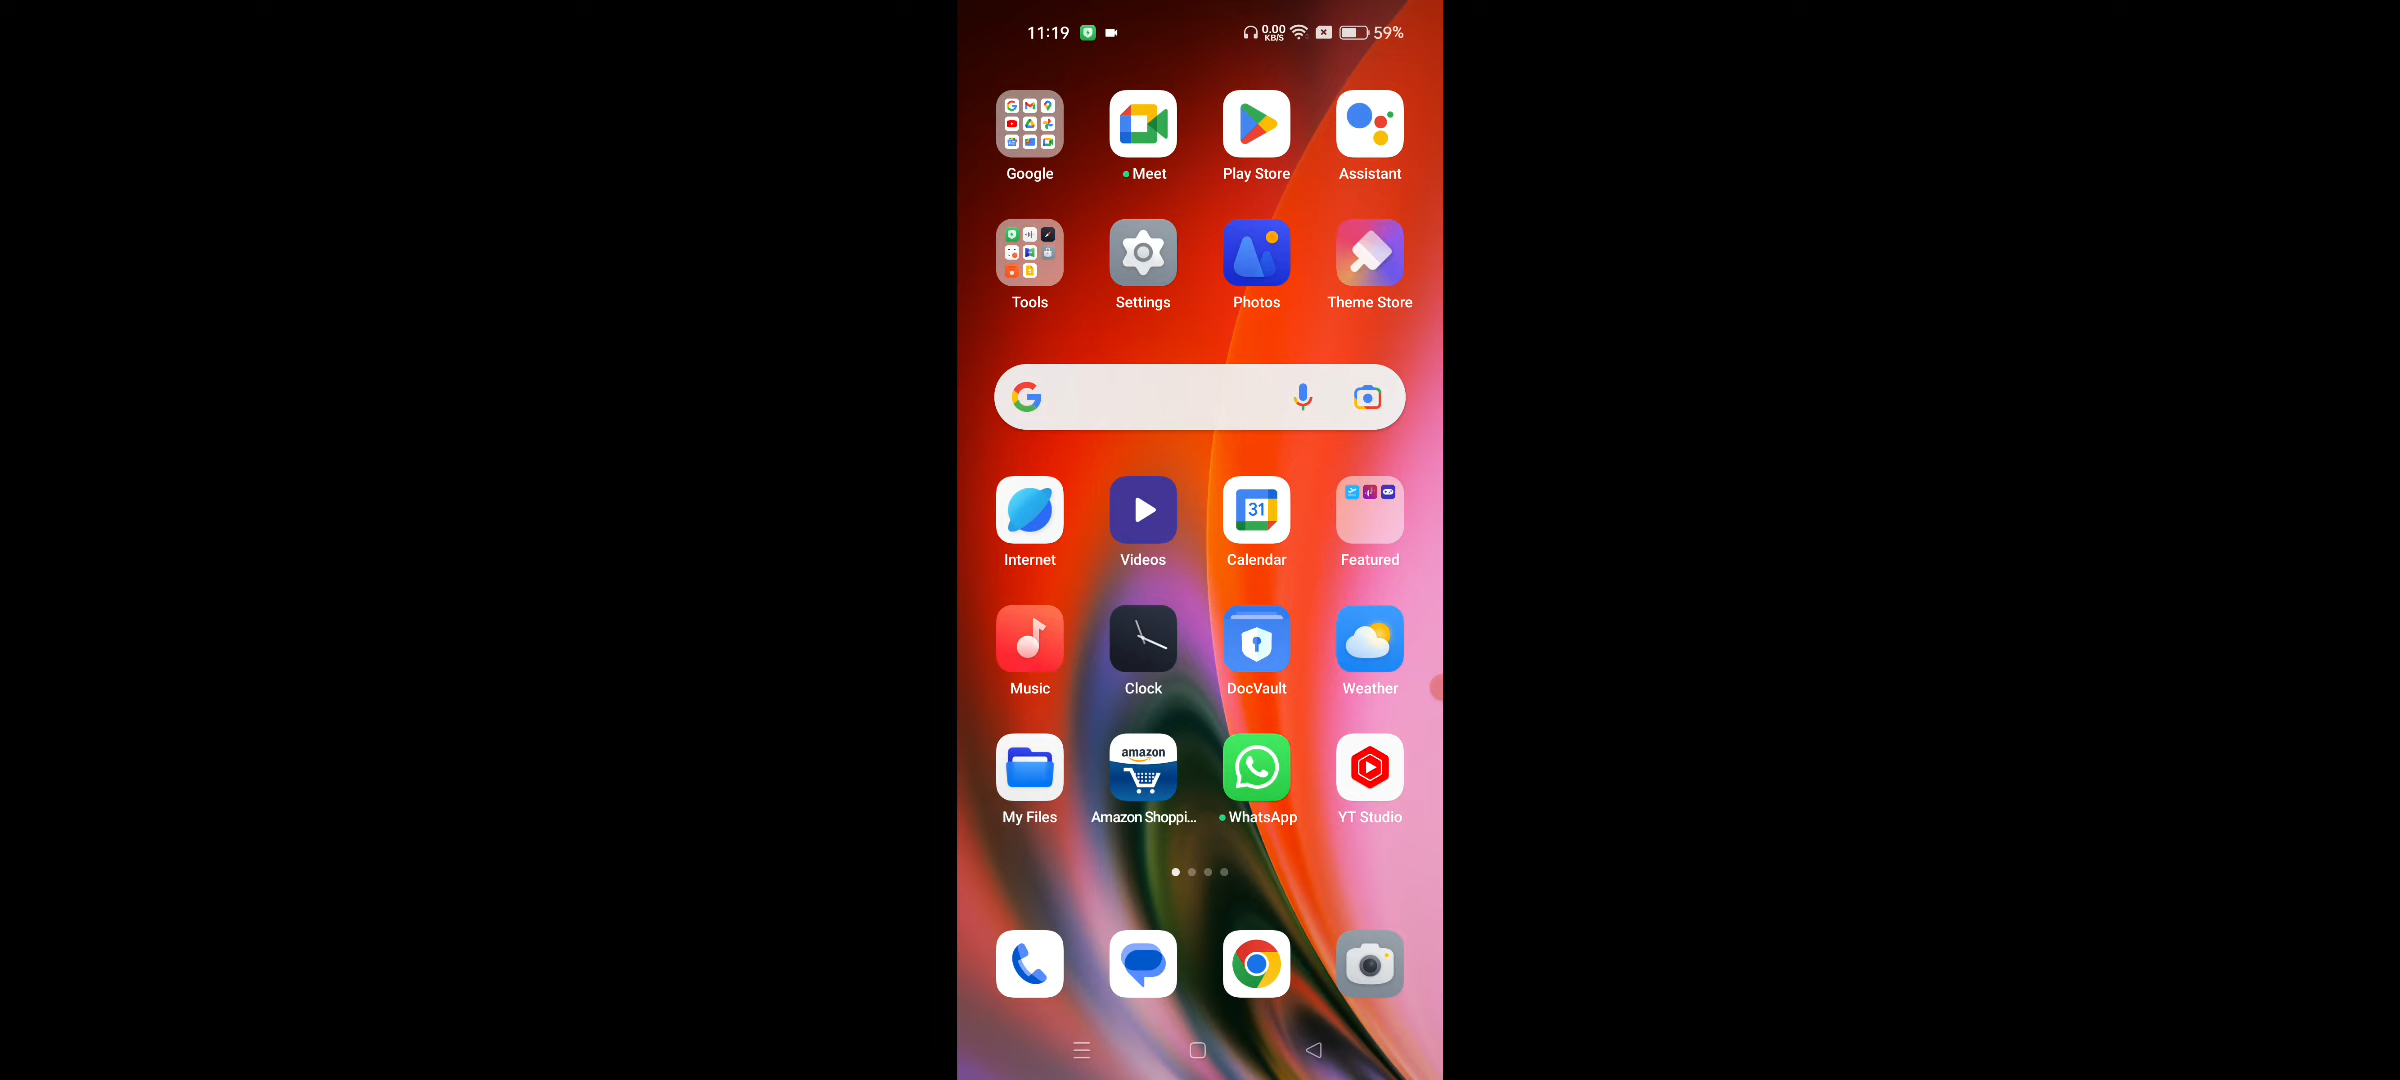 11:19 0.00 KB/S 59%
Google Meet Play Store Assistant
Tools Settings Photos Theme Store
31
Internet Videos Calendar Featured
Music Clock DocVault Weather
amazon
My Files Amazon Shoppi... WhatsApp YT Studio